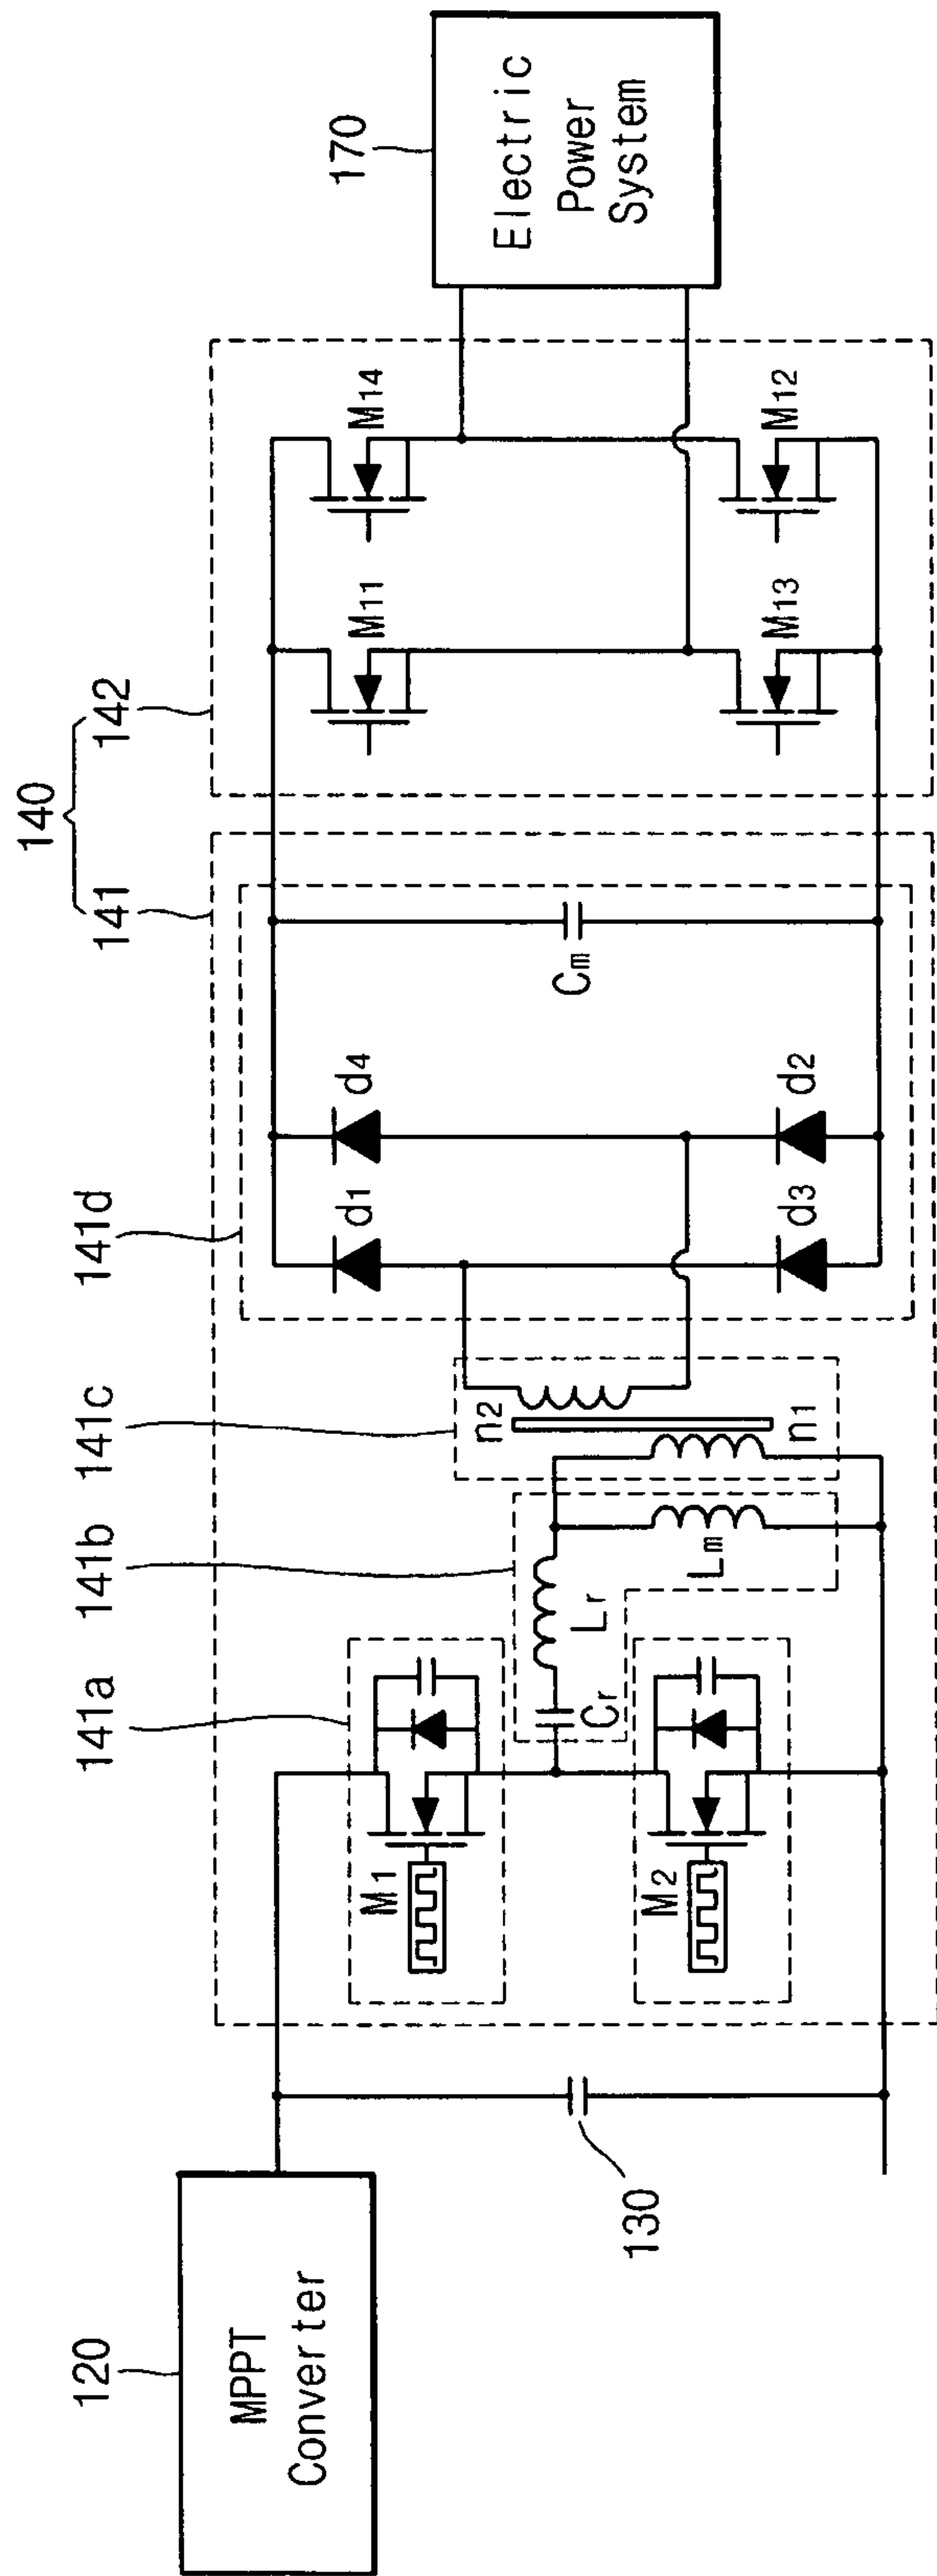 140
141
142
120
MPPT
Converter
130
141a
141b
141c
141d
M1
M2
Cr
Lr
Lm
n2
n1
d1
d4
d3
d2
Cm
M11
M14
M13
M12
170
Electric
Power
System